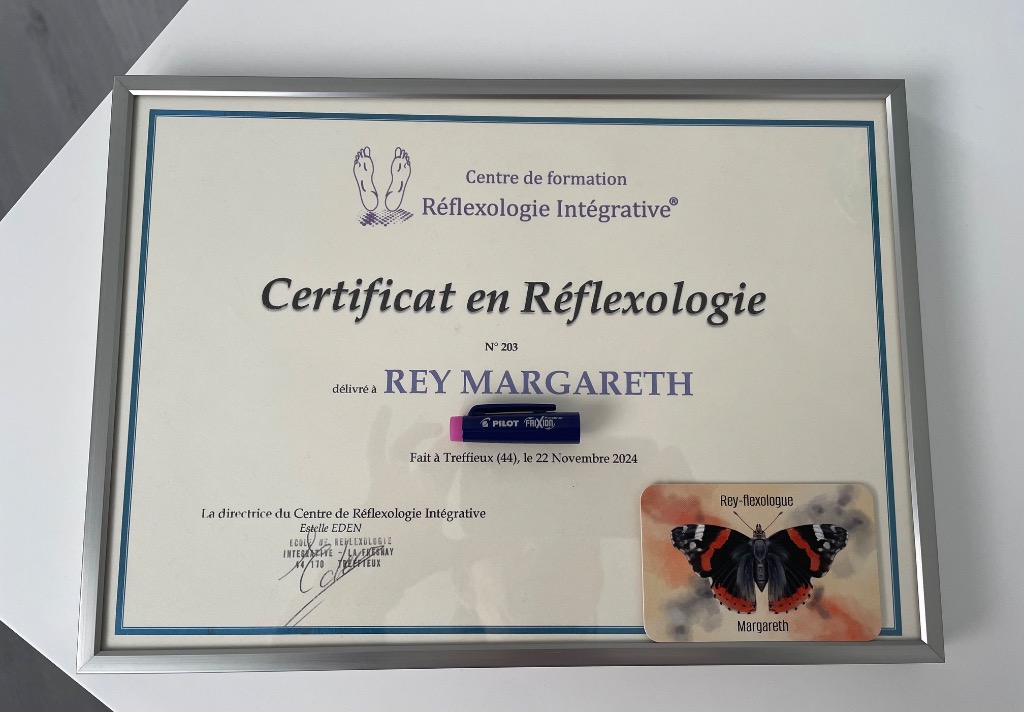 Centre de formation
Réflexologie Intégrative®
Certificat en Réflexologie
N° 203
délivré à REY MARGARETH
PILOT FRIXION
Fait à Treffieux (44), le 22 Novembre 2024
La directrice du Centre de Réflexologie Intégrative
Estelle EDEN
ECOLE DE REFLEXOLOGIE
INTEGRATIVE - LA FRESNAY
44 170 TREFFIEUX
Rey-flexologue
Margareth